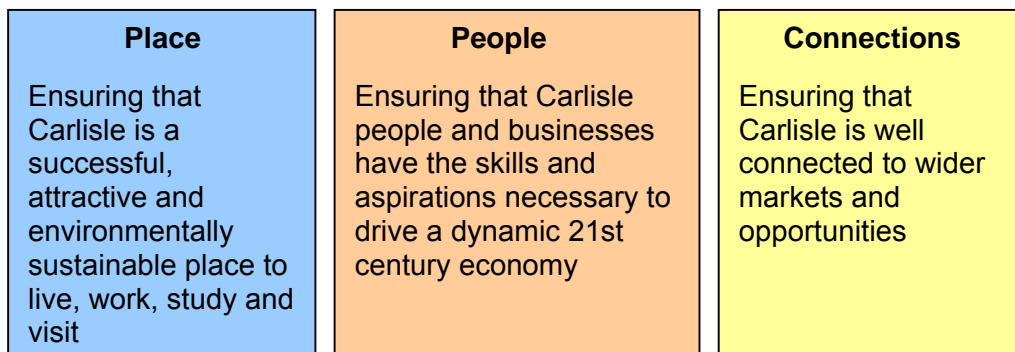 Place
Ensuring that
Carlisle is a
successful,
attractive and
environmentally
sustainable place to
live, work, study and
visit
People
Ensuring that Carlisle
people and businesses
have the skills and
aspirations necessary to
drive a dynamic 21st
century economy
Connections
Ensuring that
Carlisle is well
connected to wider
markets and
opportunities